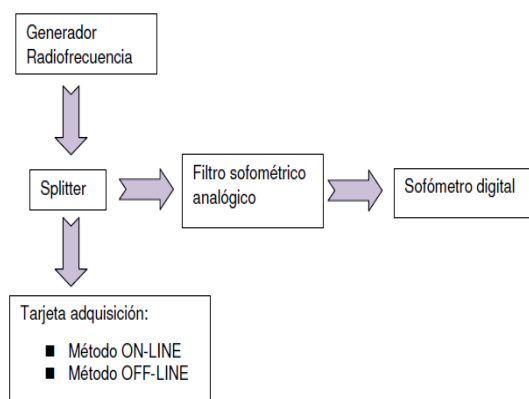 Generador
Radiofrecuencia
Splitter
Filtro sofométrico
analógico
Sofómetro digital
Tarjeta adquisición:
■ Método ON-LINE
■ Método OFF-LINE